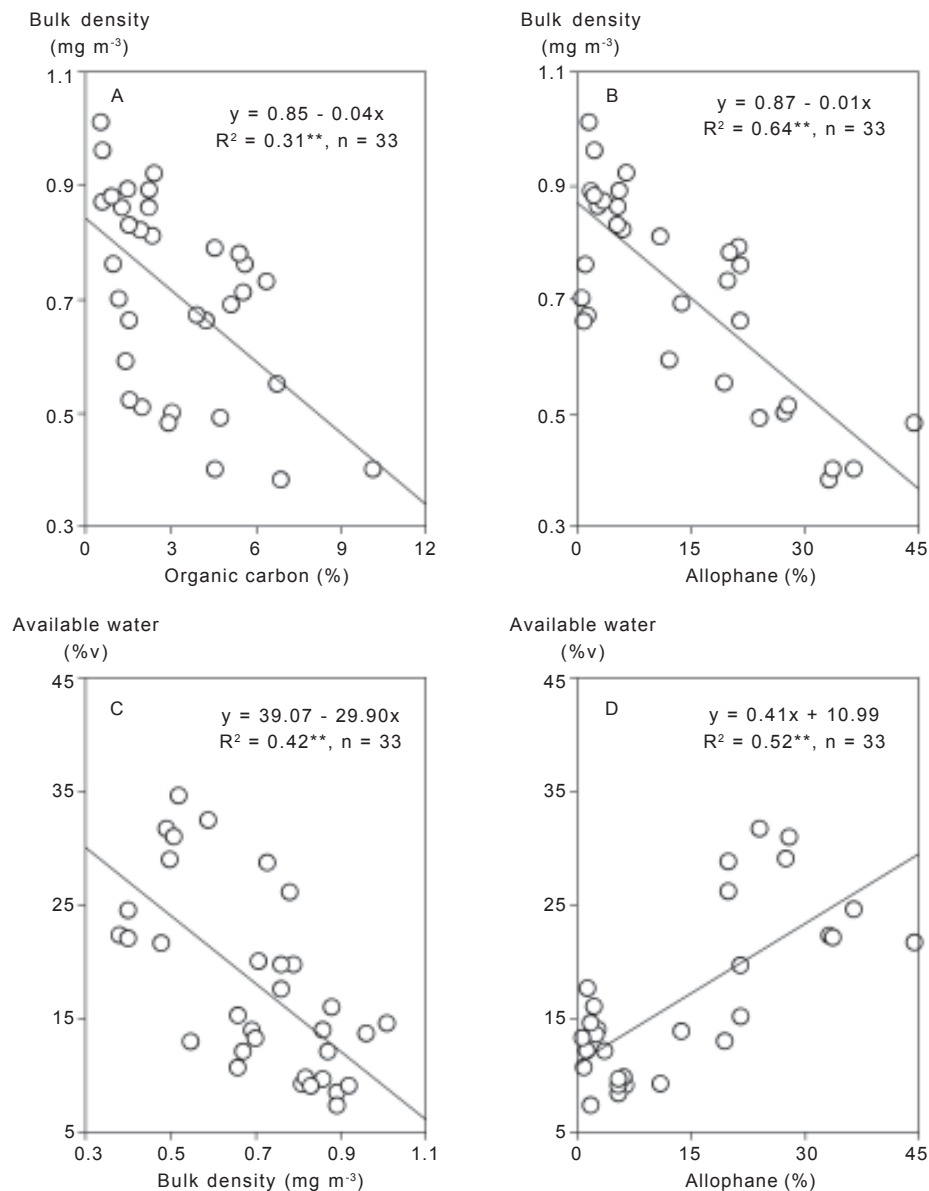 Bulk density
(mg m⁻³)
1.1
0.9
0.7
0.5
0.3
A
y = 0.85 - 0.04x
R² = 0.31**, n = 33
0 3 6 9 12
Organic carbon (%)
Bulk density
(mg m⁻³)
1.1
0.9
0.7
0.5
0.3
B
y = 0.87 - 0.01x
R² = 0.64**, n = 33
0 15 30 45
Allophane (%)
Available water
(%v)
45
35
25
15
5
C
y = 39.07 - 29.90x
R² = 0.42**, n = 33
0.3 0.5 0.7 0.9 1.1
Bulk density (mg m⁻³)
Available water
(%v)
45
35
25
15
5
D
y = 0.41x + 10.99
R² = 0.52**, n = 33
0 15 30 45
Allophane (%)